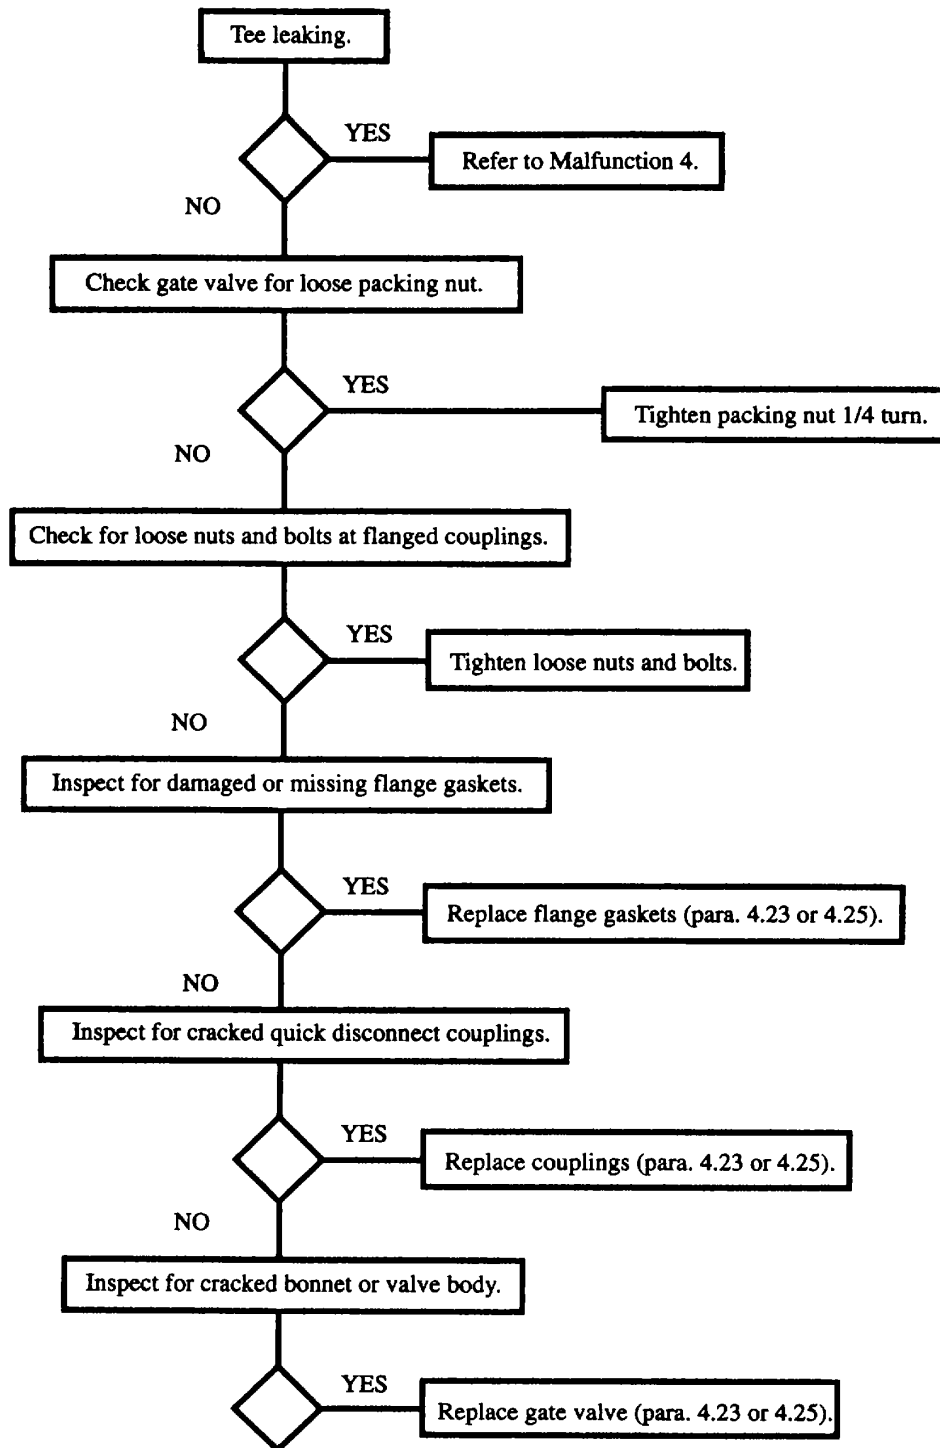 Tee leaking.
YES
Refer to Malfunction 4.
NO
Check gate valve for loose packing nut.
YES
Tighten packing nut 1/4 turn.
NO
Check for loose nuts and bolts at flanged couplings.
YES
Tighten loose nuts and bolts.
NO
Inspect for damaged or missing flange gaskets.
YES
Replace flange gaskets (para. 4.23 or 4.25).
NO
Inspect for cracked quick disconnect couplings.
YES
Replace couplings (para. 4.23 or 4.25).
NO
Inspect for cracked bonnet or valve body.
YES
Replace gate valve (para. 4.23 or 4.25).